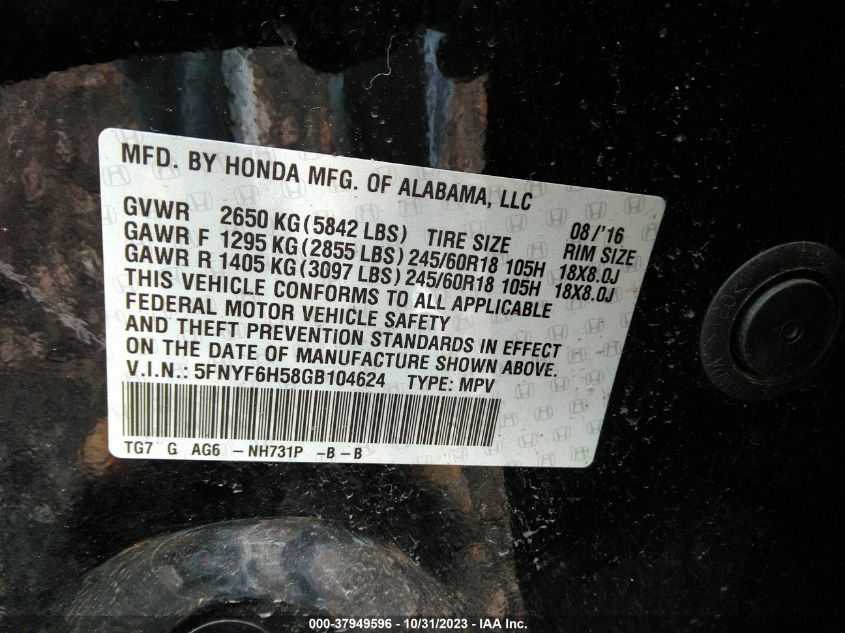 MFD. BY HONDA MFG. OF ALABAMA, LLC
GVWR 2650 KG (5842 LBS) TIRE SIZE 08/'16
GAWR F 1295 KG (2855 LBS) 245/60R18 105H RIM SIZE 18X8.0J
GAWR R 1405 KG (3097 LBS) 245/60R18 105H 18X8.0J
THIS VEHICLE CONFORMS TO ALL APPLICABLE
FEDERAL MOTOR VEHICLE SAFETY
AND THEFT PREVENTION STANDARDS IN EFFECT
ON THE DATE OF MANUFACTURE SHOWN ABOVE.
V.I.N.: 5FNYF6H58GB104624 TYPE: MPV
TG7 G AG6 - NH731P -B-B
000-37949596 - 10/31/2023 - IAA Inc.